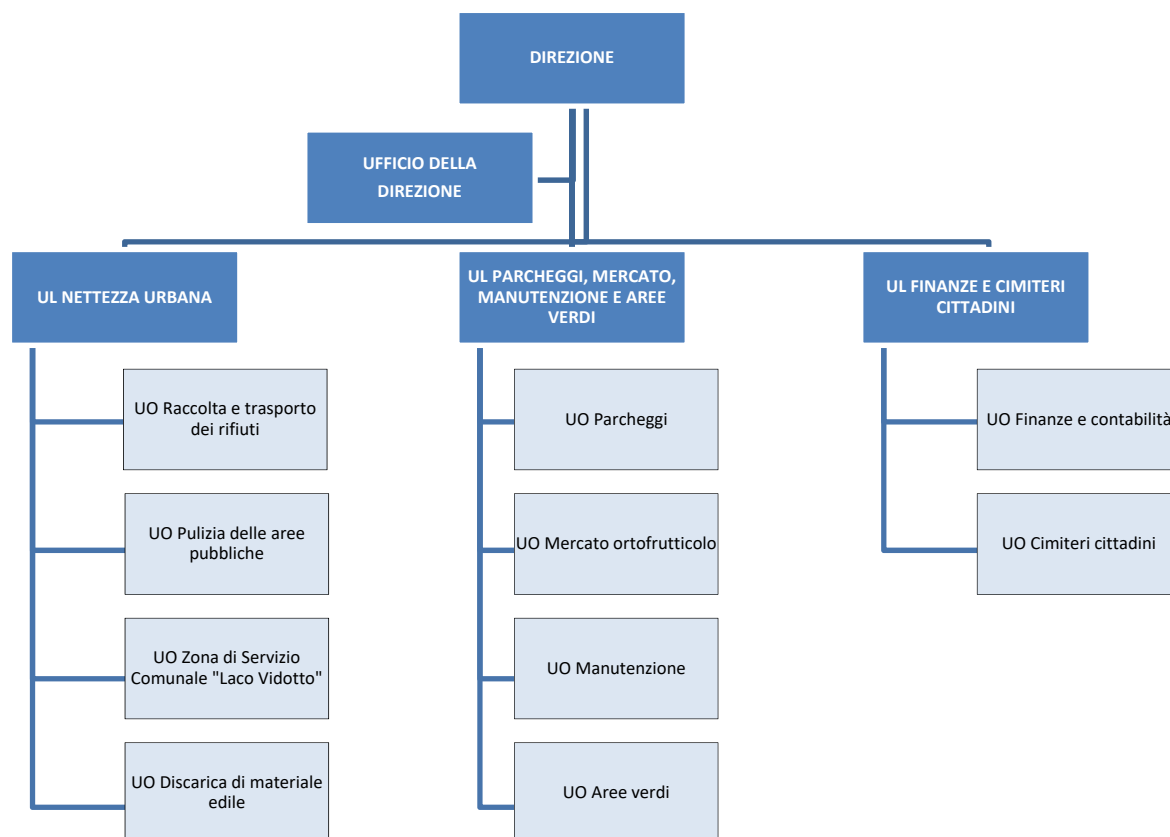 DIREZIONE
UFFICIO DELLA
DIREZIONE
UL NETTEZZA URBANA
UL PARCHEGGI, MERCATO,
MANUTENZIONE E AREE
VERDI
UL FINANZE E CIMITERI
CITTADINI
UO Raccolta e trasporto
dei rifiuti
UO Pulizia delle aree
pubbliche
UO Zona di Servizio
Comunale "Laco Vidotto"
UO Discarica di materiale
edile
UO Parcheggi
UO Mercato ortofrutticolo
UO Manutenzione
UO Aree verdi
UO Finanze e contabilità
UO Cimiteri cittadini